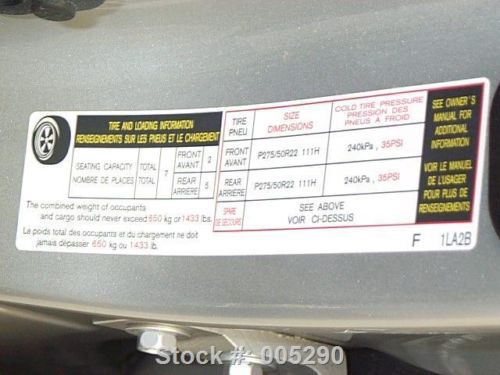 TIRE AND LOADING INFORMATION
RENSEIGNEMENTS SUR LES PNEUS ET LE CHARGEMENT
SEATING CAPACITY TOTAL 7 FRONT AVANT 2
NOMBRE DE PLACES TOTAL REAR ARRIÈRE 5
The combined weight of occupants
and cargo should never exceed 650 kg or 1433 lbs.
Le poids total des occupants et du chargement ne doit
jamais dépasser 650 kg ou 1433 lb.
TIRE PNEU SIZE DIMENSIONS COLD TIRE PRESSURE PRESSION DES PNEUS A FROID
FRONT AVANT P275/50R22 111H 240kPa , 35PSI
REAR ARRIÈRE P275/50R22 111H 240kPa , 35PSI
SPARE DE SECOURS SEE ABOVE VOIR CI-DESSUS
SEE OWNER'S
MANUAL FOR
ADDITIONAL
INFORMATION
VOIR LE MANUEL
DE L'USAGER
POUR PLUS DE
RENSEIGNEMENTS
F 1LA2B
Stock #: 005290